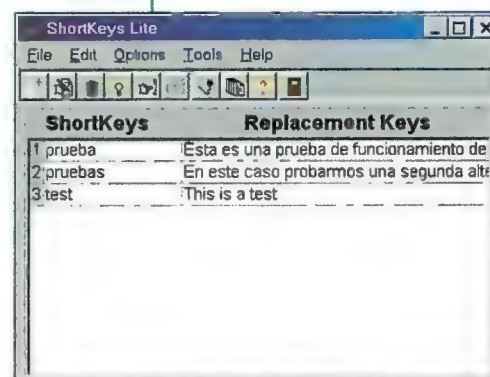 ShortKeys Lite
File Edit Options Tools Help
ShortKeys Replacement Keys
1 prueba Ésta es una prueba de funcionamiento de
2 pruebas En este caso probarmos una segunda alte
3 test This is a test